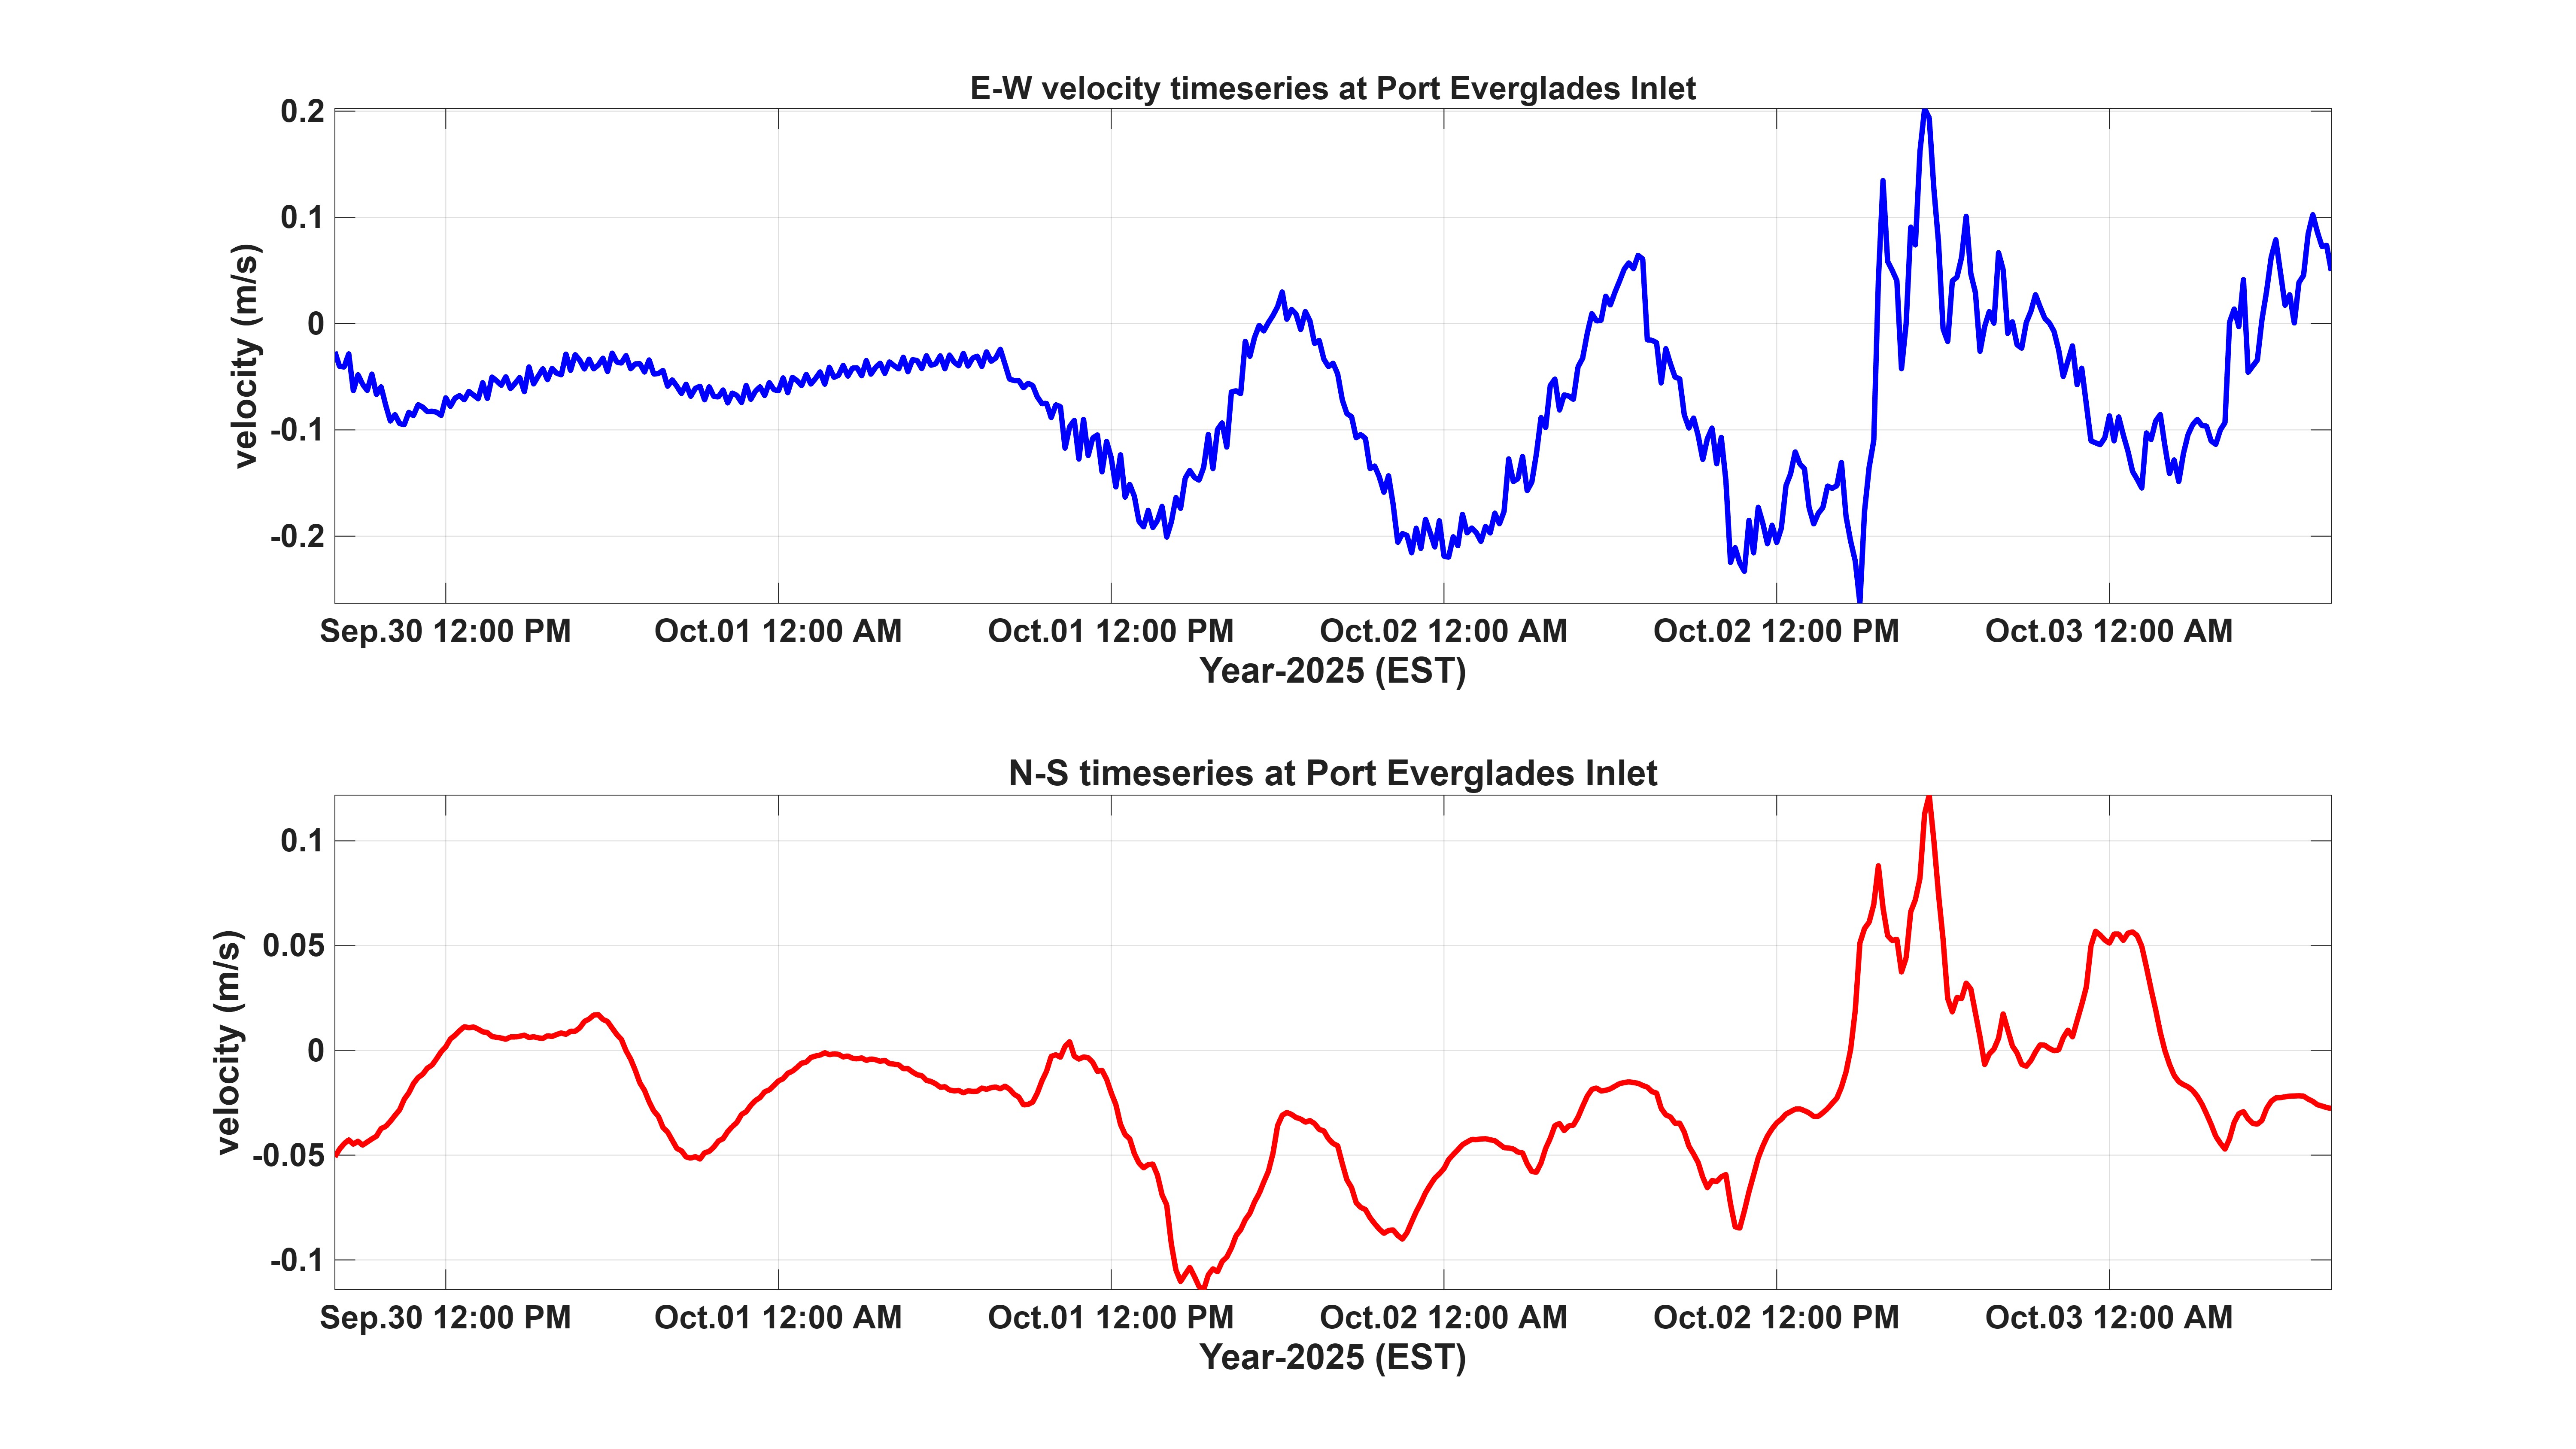 E-W velocity timeseries at Port Everglades Inlet
0.2
0.1
0
-0.1
-0.2
velocity (m/s)
Sep.30 12:00 PM Oct.01 12:00 AM Oct.01 12:00 PM Oct.02 12:00 AM Oct.02 12:00 PM Oct.03 12:00 AM
Year-2025 (EST)
N-S timeseries at Port Everglades Inlet
0.1
0.05
0
-0.05
-0.1
velocity (m/s)
Sep.30 12:00 PM Oct.01 12:00 AM Oct.01 12:00 PM Oct.02 12:00 AM Oct.02 12:00 PM Oct.03 12:00 AM
Year-2025 (EST)